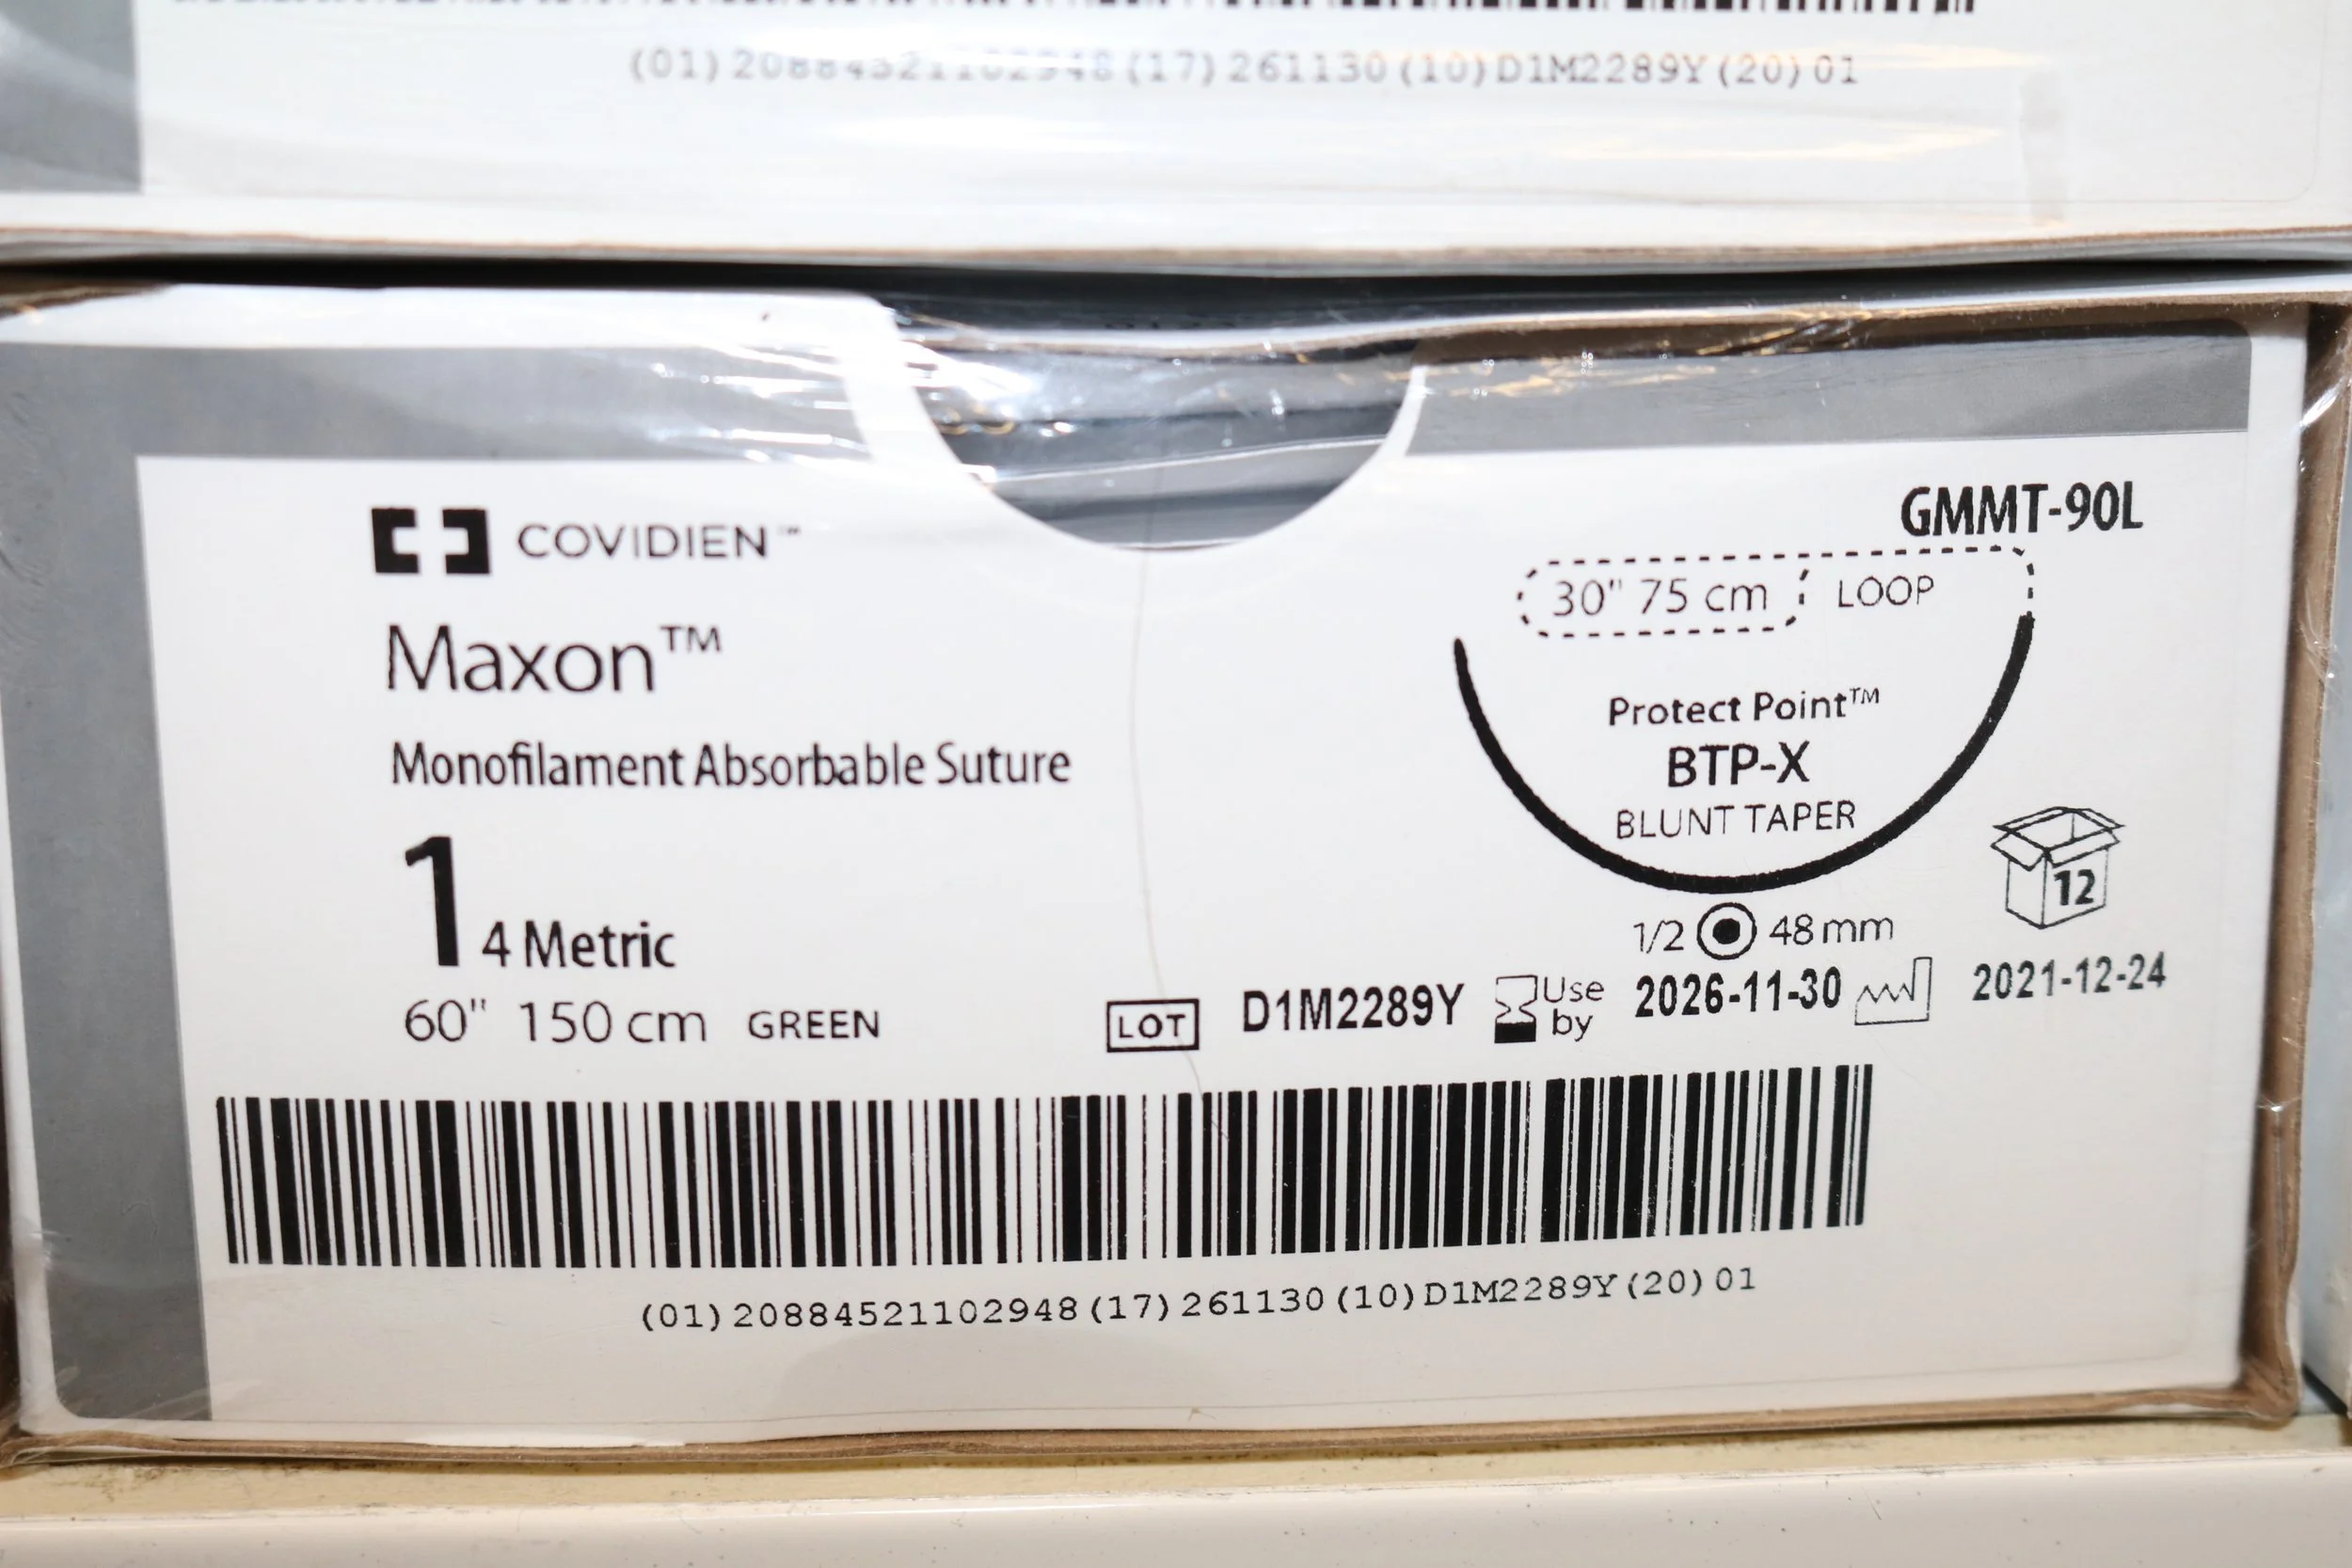 (01) 20884521102948 (17) 261130 (10) D1M2289Y (20) 01
COVIDIEN™
Maxon™
Monofilament Absorbable Suture
1 4 Metric
60" 150 cm GREEN
GMMT-90L
30" 75 cm LOOP
Protect Point™
BTP-X
BLUNT TAPER
1/2 48 mm
12
LOT D1M2289Y Use by 2026-11-30 2021-12-24
(01) 20884521102948 (17) 261130 (10) D1M2289Y (20) 01